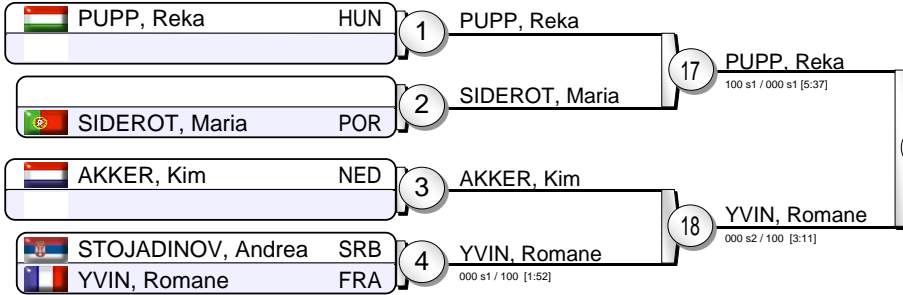 PUPP, Reka HUN
1
PUPP, Reka
17
PUPP, Reka
100 s1 / 000 s1 [5:37]
2
SIDEROT, Maria
SIDEROT, Maria POR
AKKER, Kim NED
3
AKKER, Kim
18
YVIN, Romane
000 s2 / 100 [3:11]
STOJADINOV, Andrea SRB
4
YVIN, Romane
000 s1 / 100 [1:52]
YVIN, Romane FRA